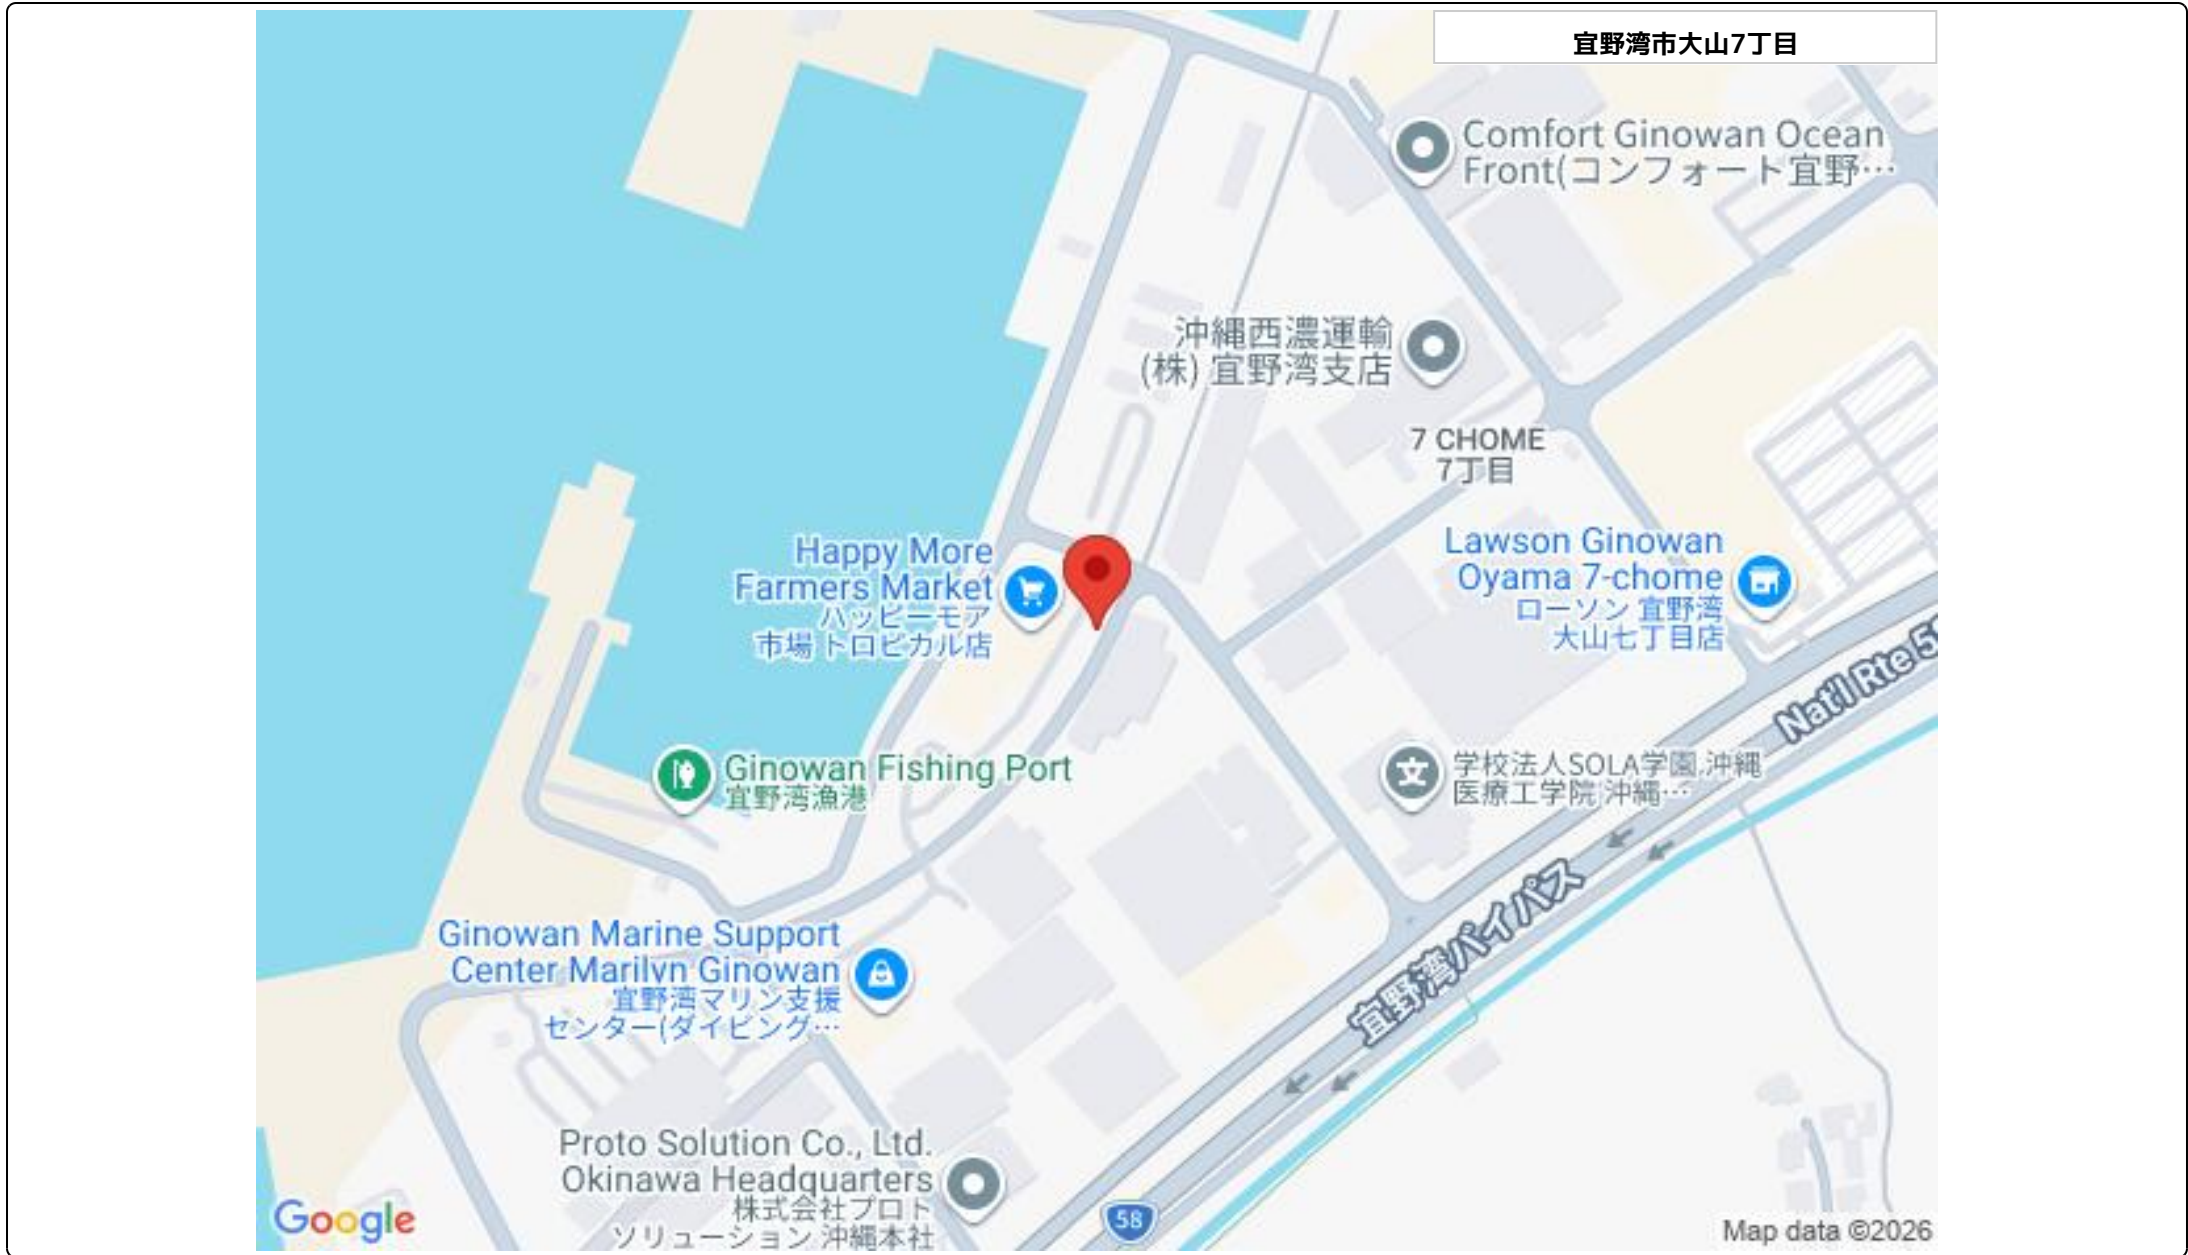 宜野湾市大山7丁目
Comfort Ginowan Ocean
Front(コンフォート宜野…
沖縄西濃運輸
(株) 宜野湾支店
7 CHOME
7丁目
Happy More
Farmers Market
ハッピーモア
市場 トロピカル店
Lawson Ginowan
Oyama 7-chome
ローソン 宜野湾
大山七丁目店
Nat'l Rte 58
Ginowan Fishing Port
宜野湾漁港
学校法人SOLA学園 沖縄
医療工学院 沖縄…
宜野湾バイパス
Ginowan Marine Support
Center Marilyn Ginowan
宜野湾マリン支援
センター(ダイビング…
Proto Solution Co., Ltd.
Okinawa Headquarters
株式会社プロト
ソリューション 沖縄本社
58
Google
Map data ©2026